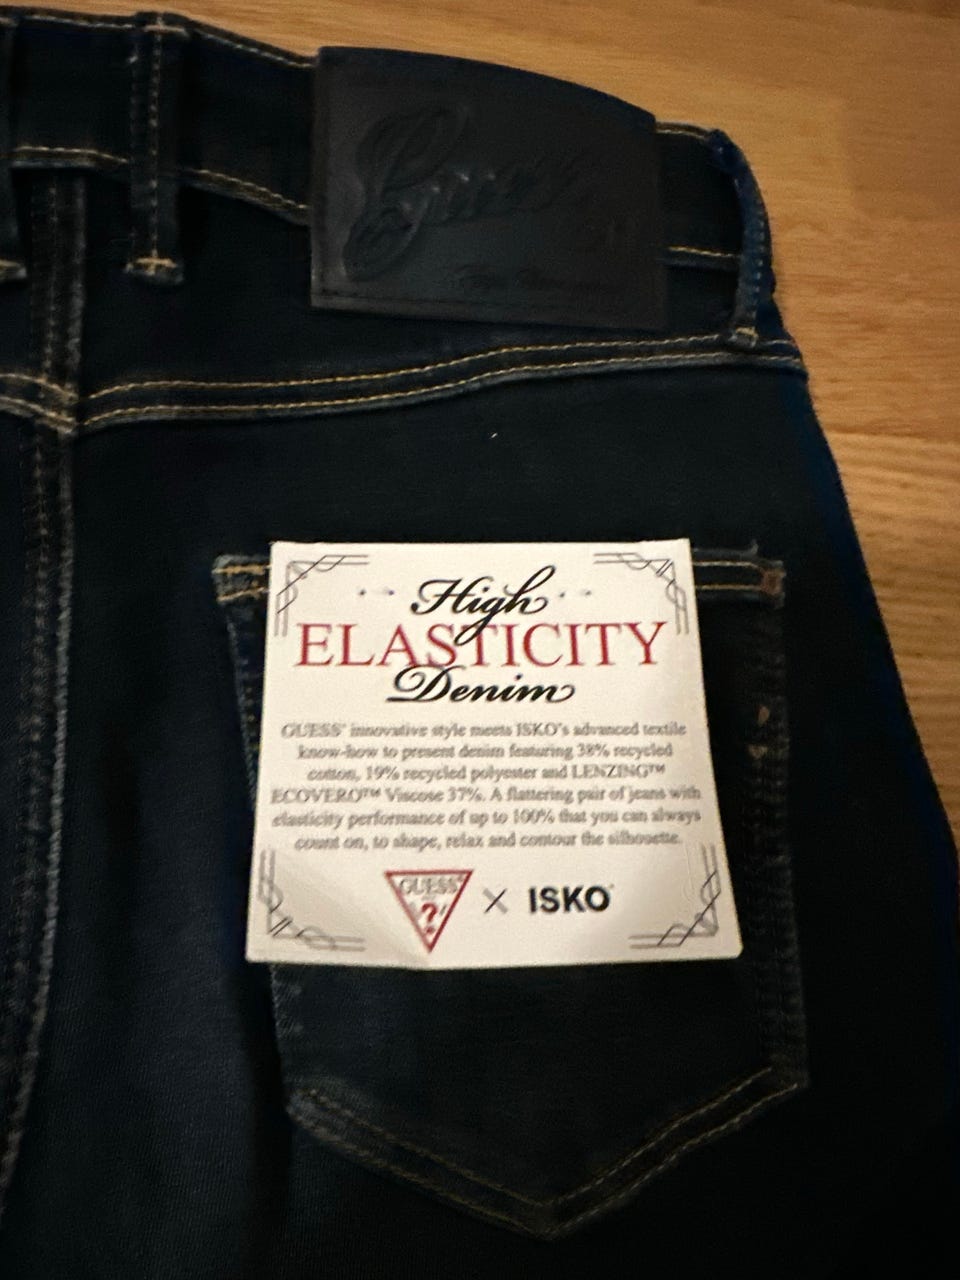 Guess
High
ELASTICITY
Denim
GUESS' innovative style meets ISKO's advanced textile
know-how to present denim featuring 38% recycled
cotton, 19% recycled polyester and LENZING™
ECOVERO™ Viscose 37%. A flattering pair of jeans with
elasticity performance of up to 100% that you can always
count on, to shape, relax and contour the silhouette.
GUESS
?
× ISKO